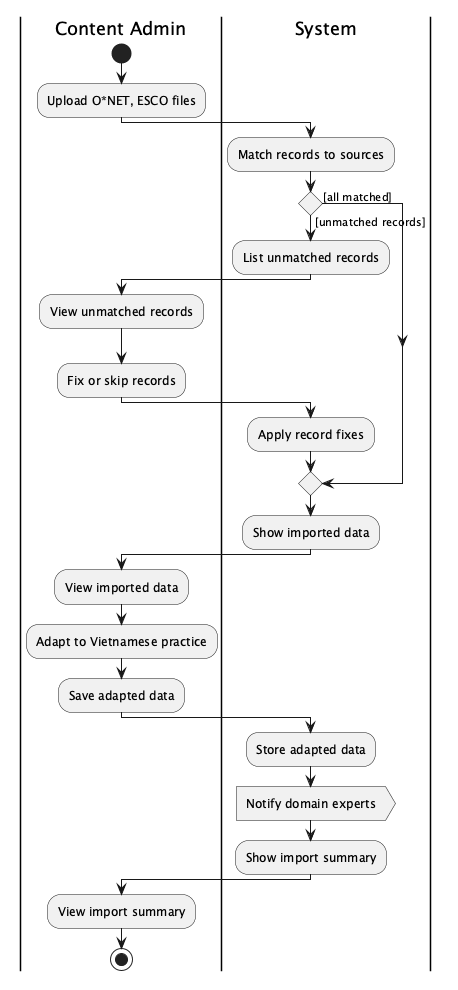 Content Admin
System
Upload O*NET, ESCO files
Match records to sources
[all matched]
[unmatched records]
List unmatched records
View unmatched records
Fix or skip records
Apply record fixes
Show imported data
View imported data
Adapt to Vietnamese practice
Save adapted data
Store adapted data
Notify domain experts
Show import summary
View import summary